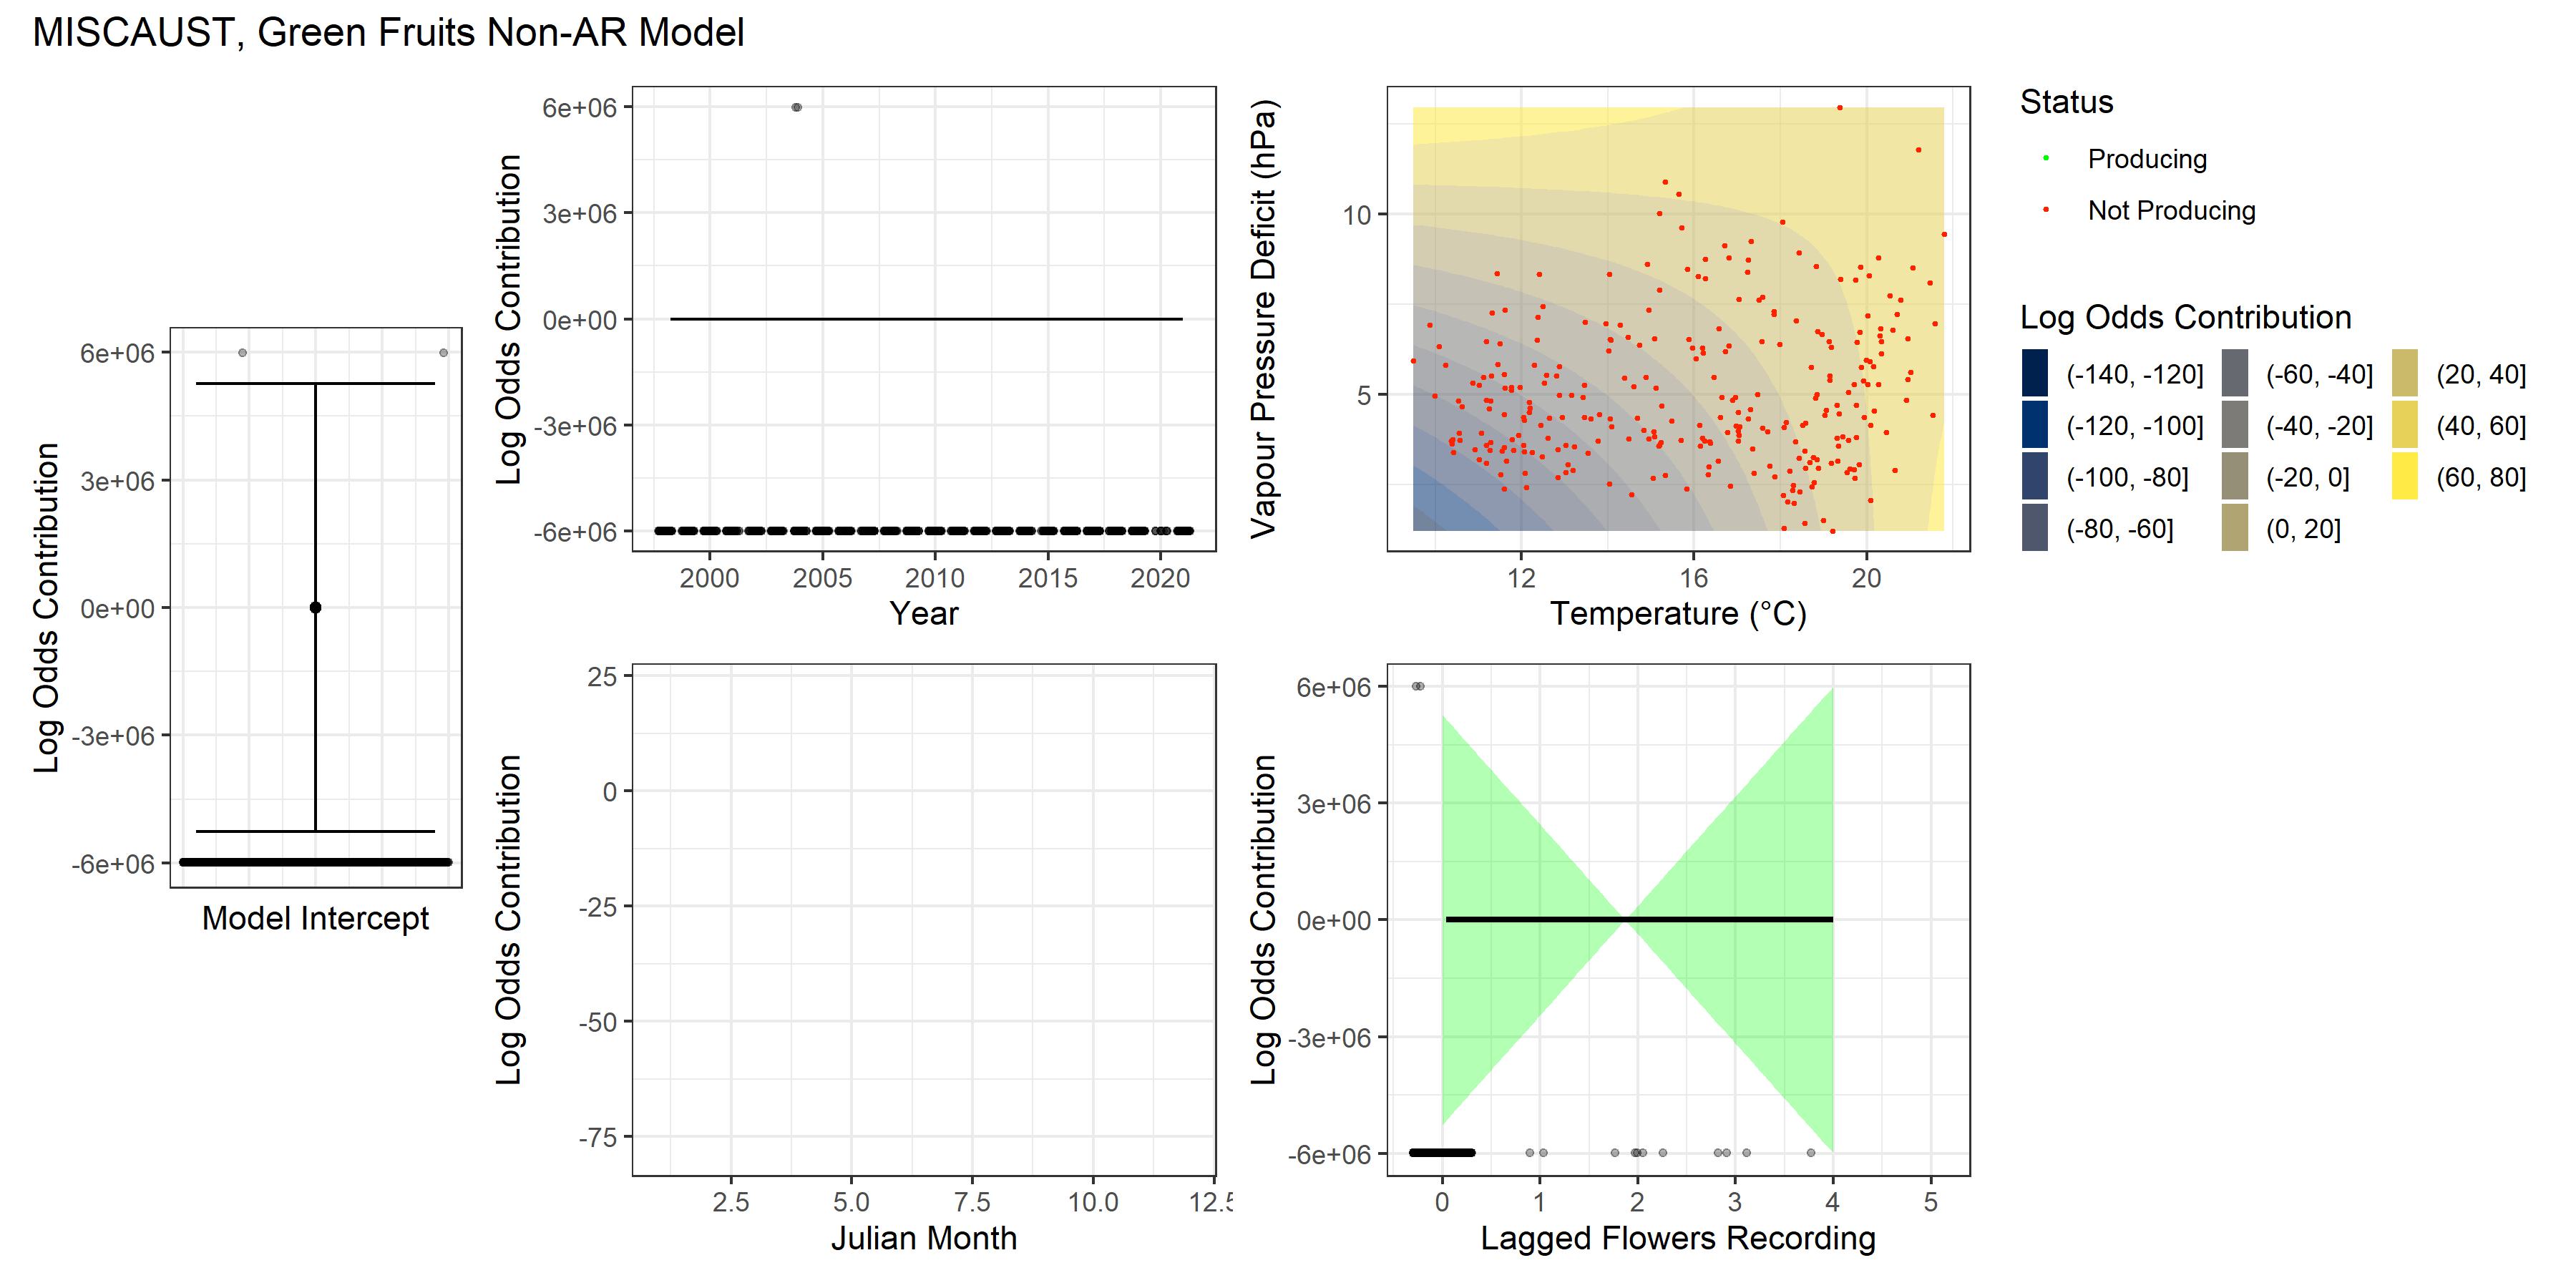 MISCAUST, Green Fruits Non-AR Model
Log Odds Contribution
6e+06
3e+06
0e+00
-3e+06
-6e+06
Model Intercept
Log Odds Contribution
6e+06
3e+06
0e+00
-3e+06
-6e+06
2000 2005 2010 2015 2020
Year
Vapour Pressure Deficit (hPa)
10
5
12 16 20
Temperature (°C)
Status
Producing
Not Producing
Log Odds Contribution
(-140, -120] (-60, -40] (20, 40]
(-120, -100] (-40, -20] (40, 60]
(-100, -80] (-20, 0] (60, 80]
(-80, -60] (0, 20]
Log Odds Contribution
25
0
-25
-50
-75
2.5 5.0 7.5 10.0 12.5
Julian Month
Log Odds Contribution
6e+06
3e+06
0e+00
-3e+06
-6e+06
0 1 2 3 4 5
Lagged Flowers Recording